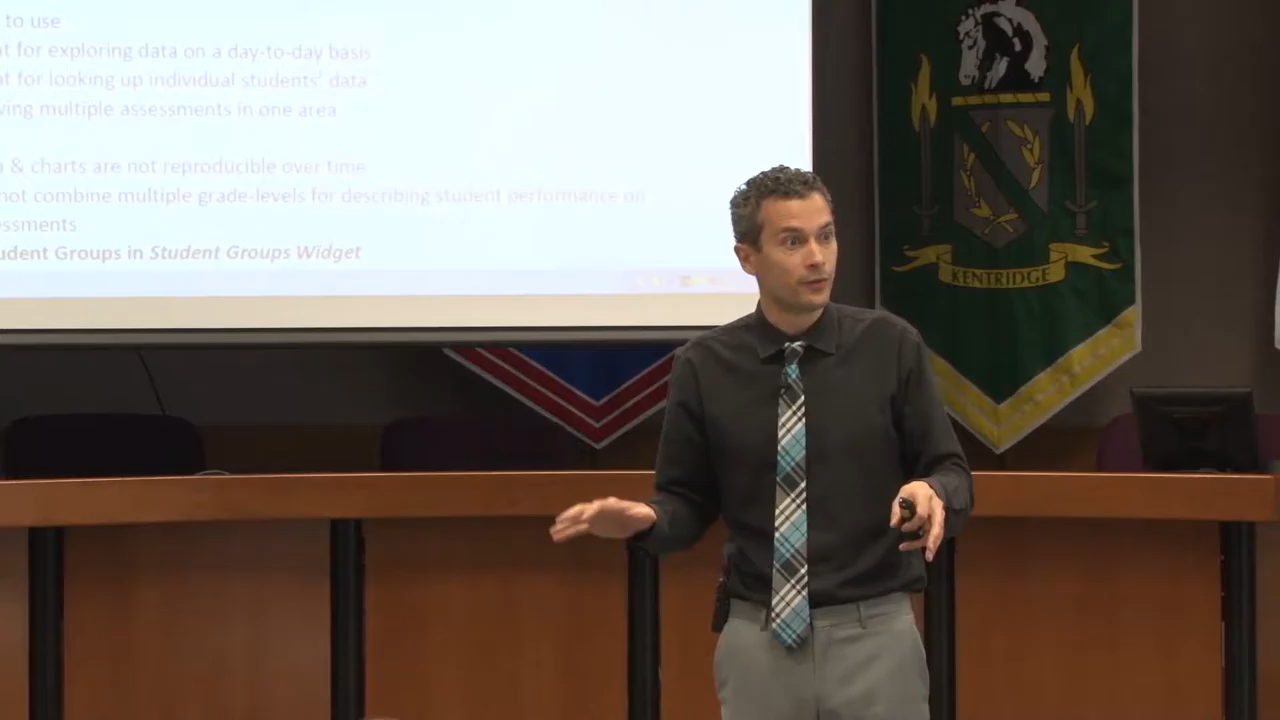 to use
t for exploring data on a day-to-day basis
t for looking up individual students' data
ving multiple assessments in one area
& charts are not reproducible over time
not combine multiple grade-levels for describing student performance on
essments
udent Groups in Student Groups Widget
KENTRIDGE